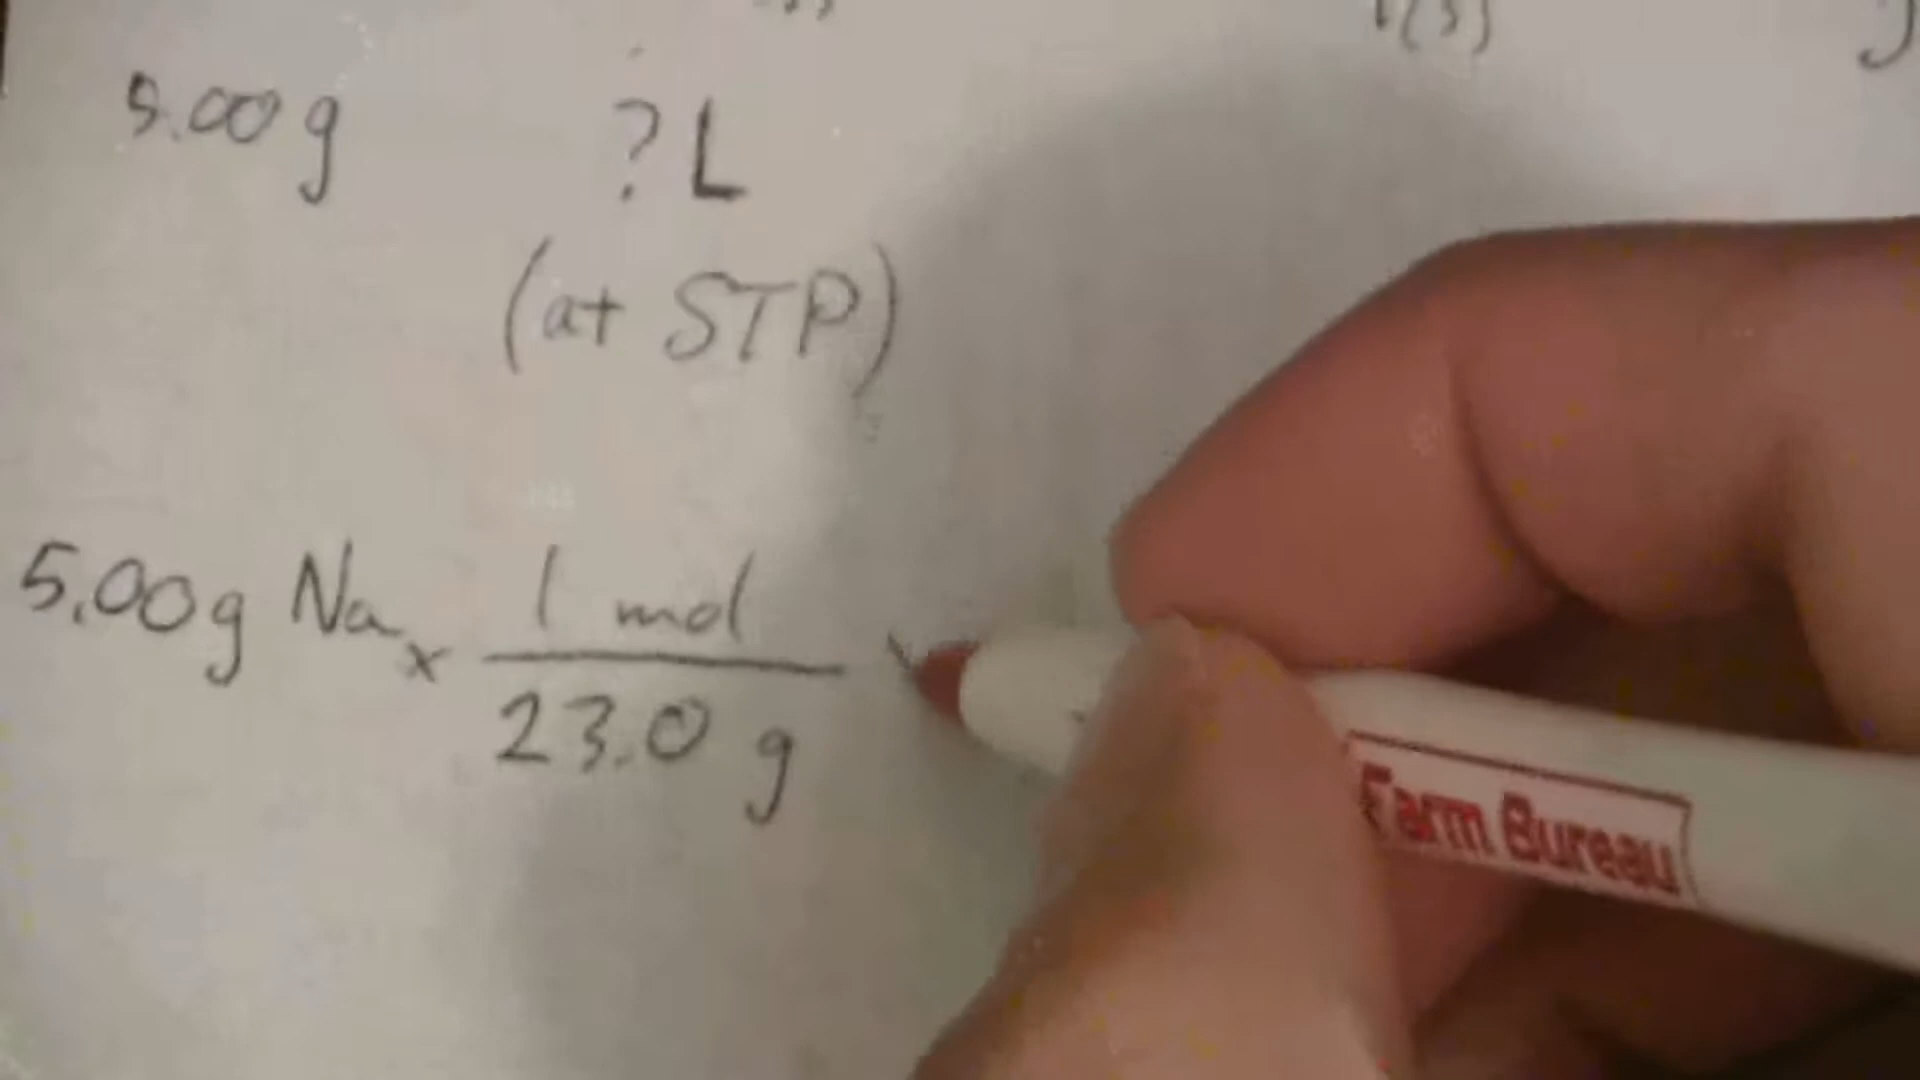 5.00 g ? L
(at STP)
5.00 g Na x 1 mol
23.0 g
Farm Bureau